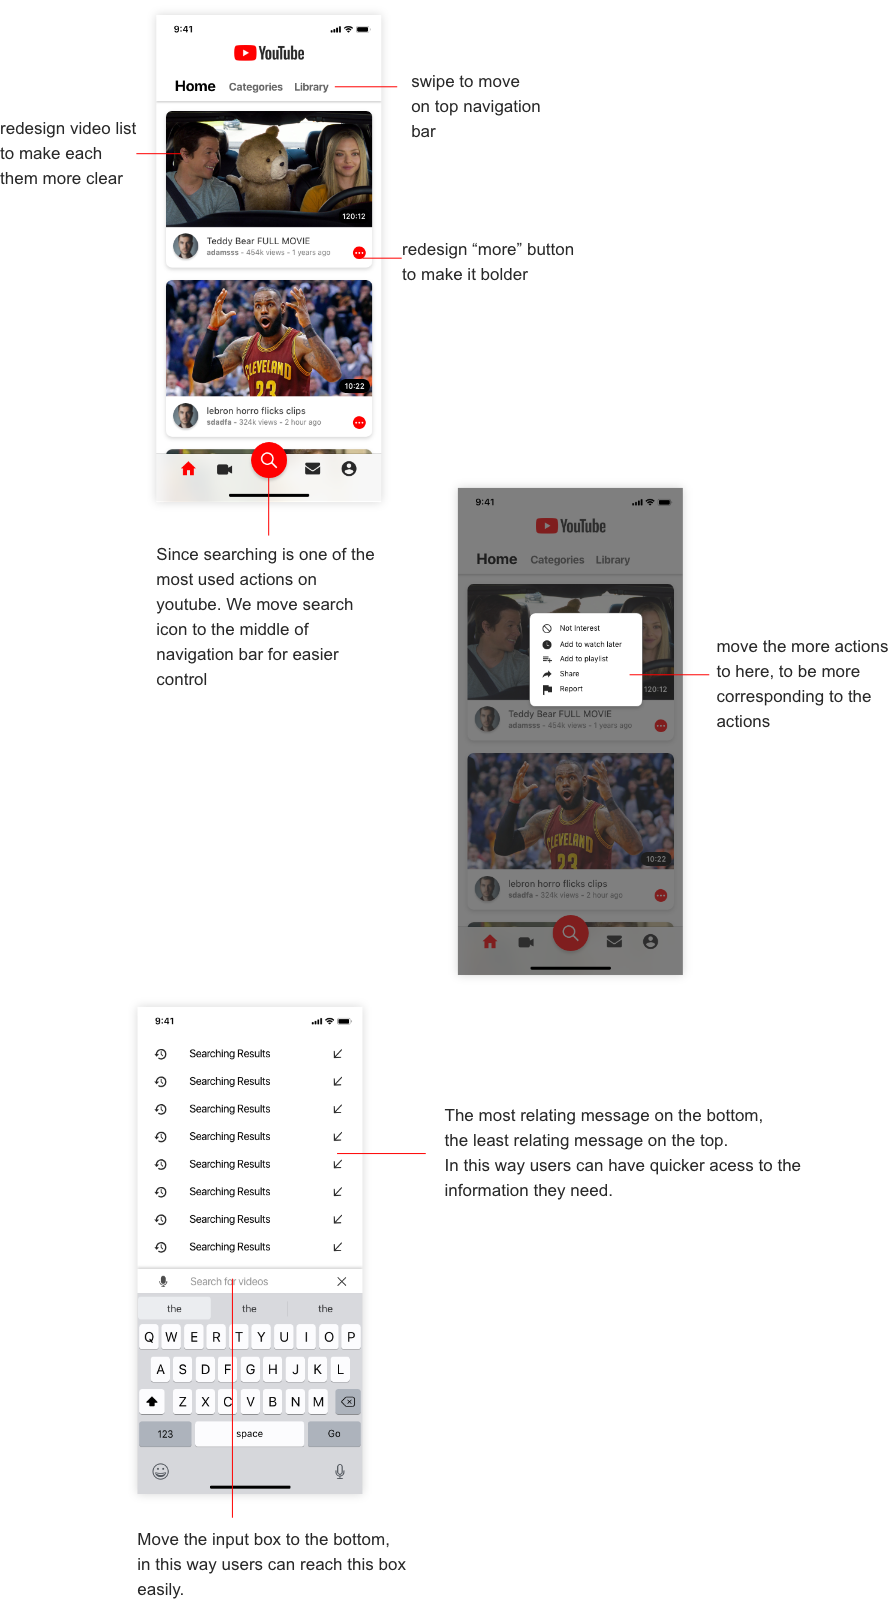 9:41
YouTube
Home Categories Library
swipe to move
on top navigation
bar
redesign video list
to make each
them more clear
120:12
Teddy Bear FULL MOVIE
adamsss - 454k views - 1 years ago
redesign “more” button
to make it bolder
CLEVELAND
23
10:22
lebron horro flicks clips
sdadfa - 324k views - 2 hour ago
Since searching is one of the
most used actions on
youtube. We move search
icon to the middle of
navigation bar for easier
control
9:41
YouTube
Home Categories Library
Not Interest
Add to watch later
Add to playlist
Share
Report
120:12
Teddy Bear FULL MOVIE
adamsss - 454k views - 1 years ago
move the more actions
to here, to be more
corresponding to the
actions
CLEVELAND
23
10:22
lebron horro flicks clips
sdadfa - 324k views - 2 hour ago
9:41
Searching Results
Searching Results
Searching Results
Searching Results
Searching Results
Searching Results
Searching Results
Searching Results
The most relating message on the bottom,
the least relating message on the top.
In this way users can have quicker acess to the
information they need.
Search for videos
the the the
Q W E R T Y U I O P
A S D F G H J K L
Z X C V B N M
123 space Go
Move the input box to the bottom,
in this way users can reach this box
easily.